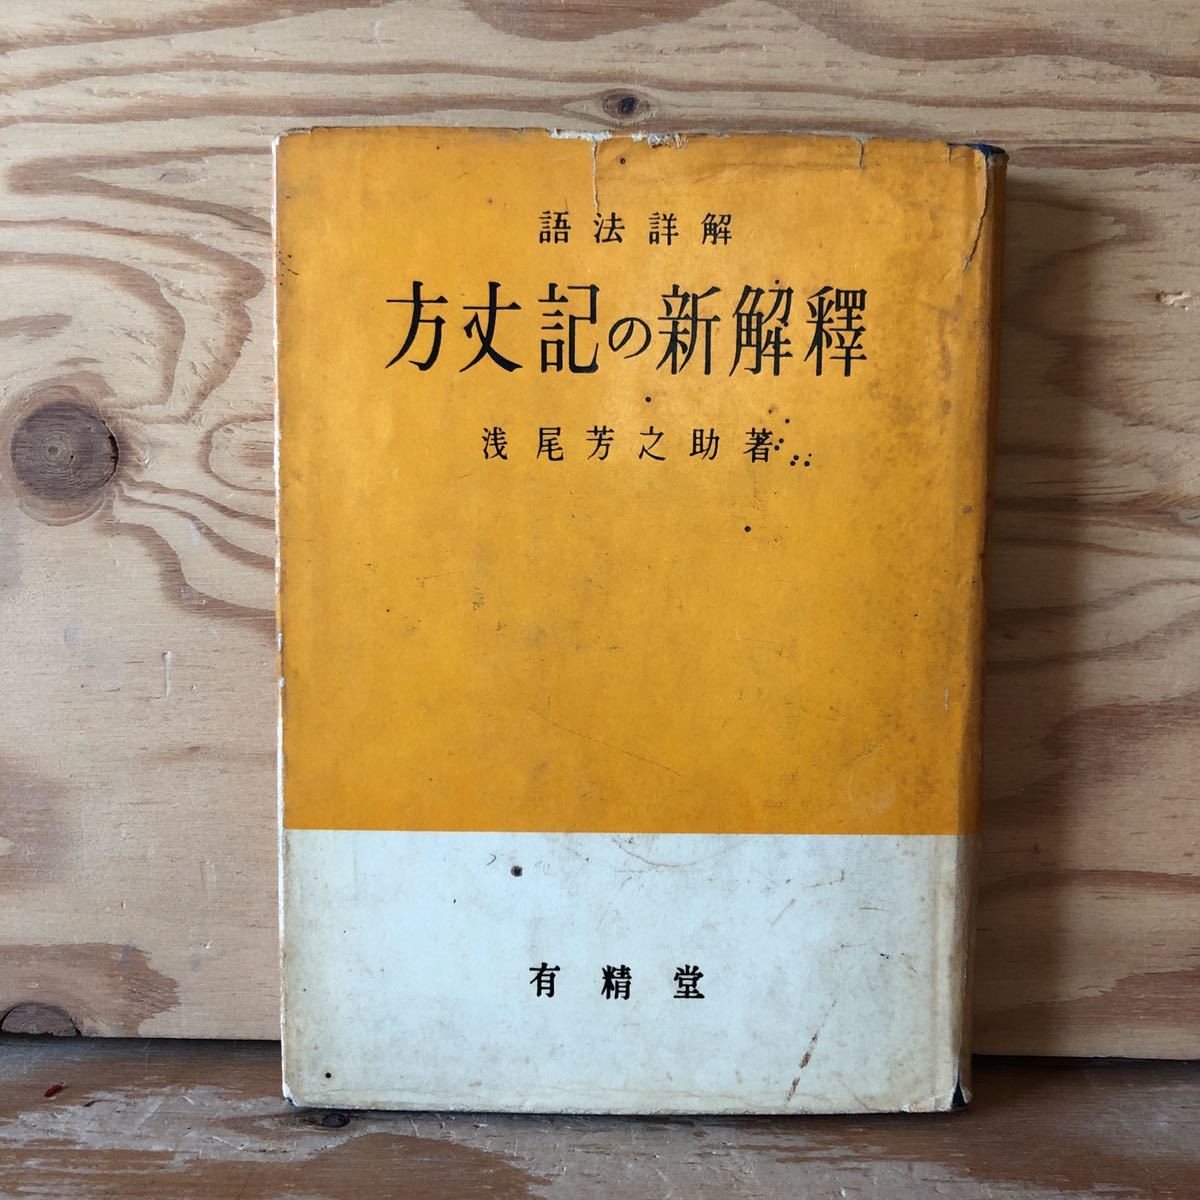 語法詳解
方丈記の新解釋
浅尾芳之助著
有精堂